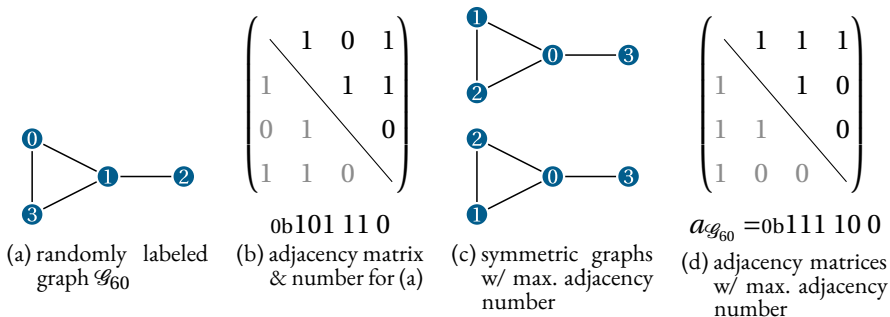 0
1
2
3
1 0 1
1 1 1
0 1 0
1 1 0
0b101 11 0
1
0
3
2
2
0
3
1
1 1 1
1 1 0
1 1 0
1 0 0
a𝒢60 =0b111 10 0
(a) randomly labeled
graph 𝒢60
(b) adjacency matrix
& number for (a)
(c) symmetric graphs
w/ max. adjacency
number
(d) adjacency matrices
w/ max. adjacency
number